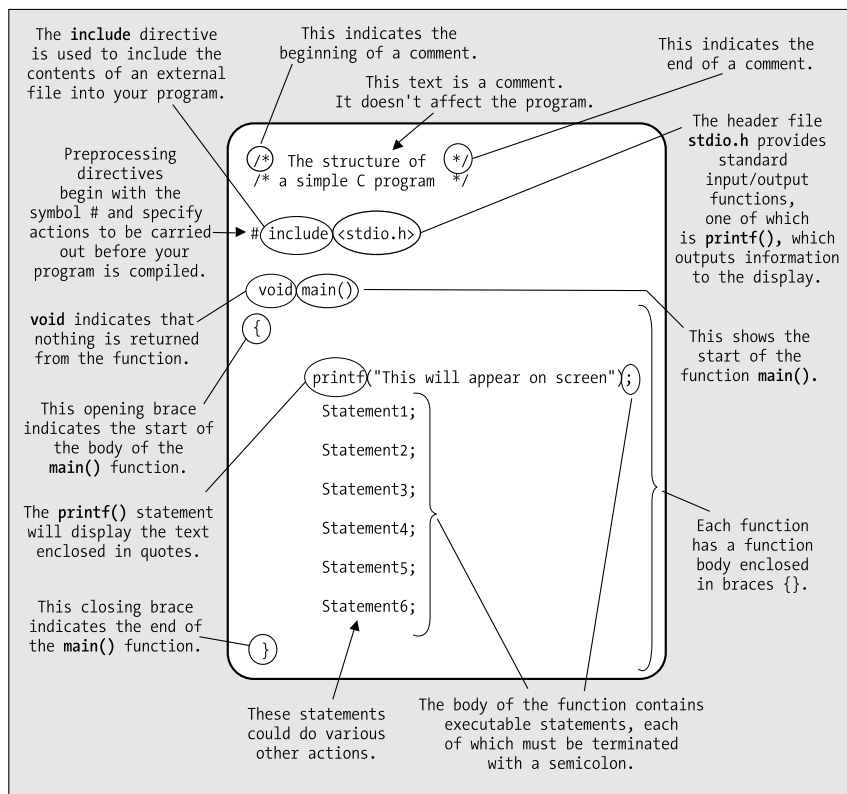 The include directive
is used to include the
contents of an external
file into your program.
This indicates the
beginning of a comment.
This text is a comment.
It doesn't affect the program.
This indicates the
end of a comment.
Preprocessing
directives
begin with the
symbol # and specify
actions to be carried
out before your
program is compiled.
/* The structure of */
/* a simple C program */
#include <stdio.h>
The header file
stdio.h provides
standard
input/output
functions,
one of which
is printf(), which
outputs information
to the display.
void main()
{
void indicates that
nothing is returned
from the function.
This shows the
start of the
function main().
printf("This will appear on screen");
Statement1;
Statement2;
Statement3;
Statement4;
Statement5;
Statement6;
}
This opening brace
indicates the start of
the body of the
main() function.
The printf() statement
will display the text
enclosed in quotes.
Each function
has a function
body enclosed
in braces {}.
This closing brace
indicates the end of
the main() function.
These statements
could do various
other actions.
The body of the function contains
executable statements, each
of which must be terminated
with a semicolon.